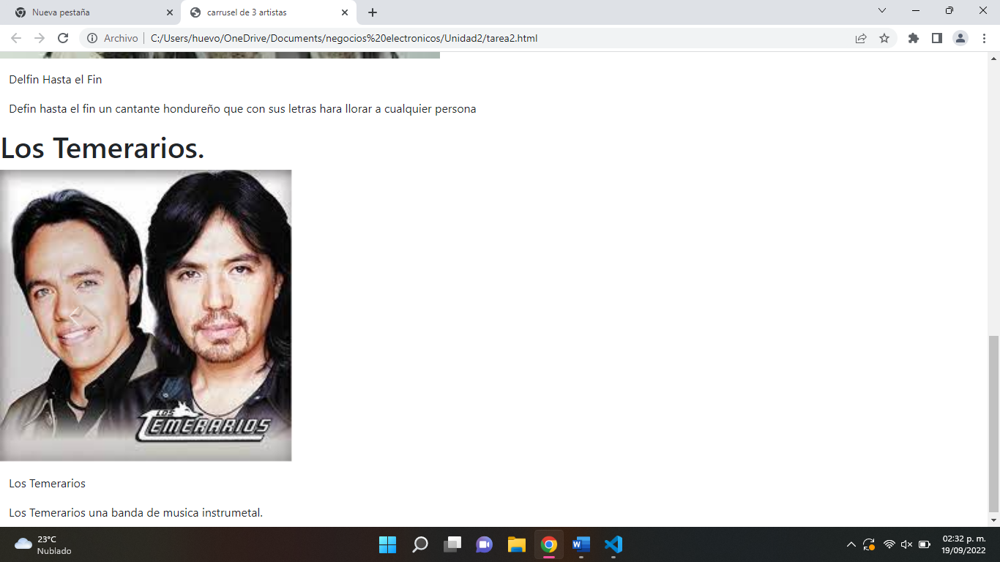 Nueva pestaña
carrusel de 3 artistas
Archivo
C:/Users/huevo/OneDrive/Documents/negocios%20electronicos/Unidad2/tarea2.html
Delfin Hasta el Fin
Defin hasta el fin un cantante hondureño que con sus letras hara llorar a cualquier persona
Los Temerarios.
LOS
TEMERARIOS
Los Temerarios
Los Temerarios una banda de musica instrumetal.
23°C
Nublado
02:32 p. m.
19/09/2022